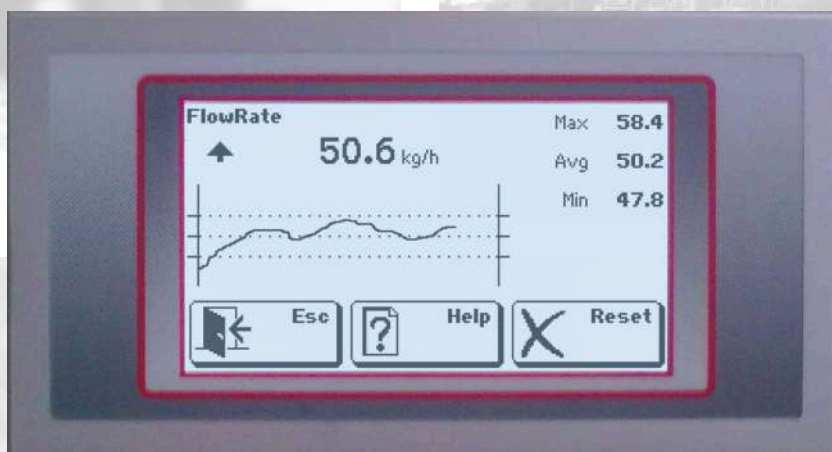 FlowRate
50.6 kg/h
Max 58.4
Avg 50.2
Min 47.8
Esc
?
Help
Reset